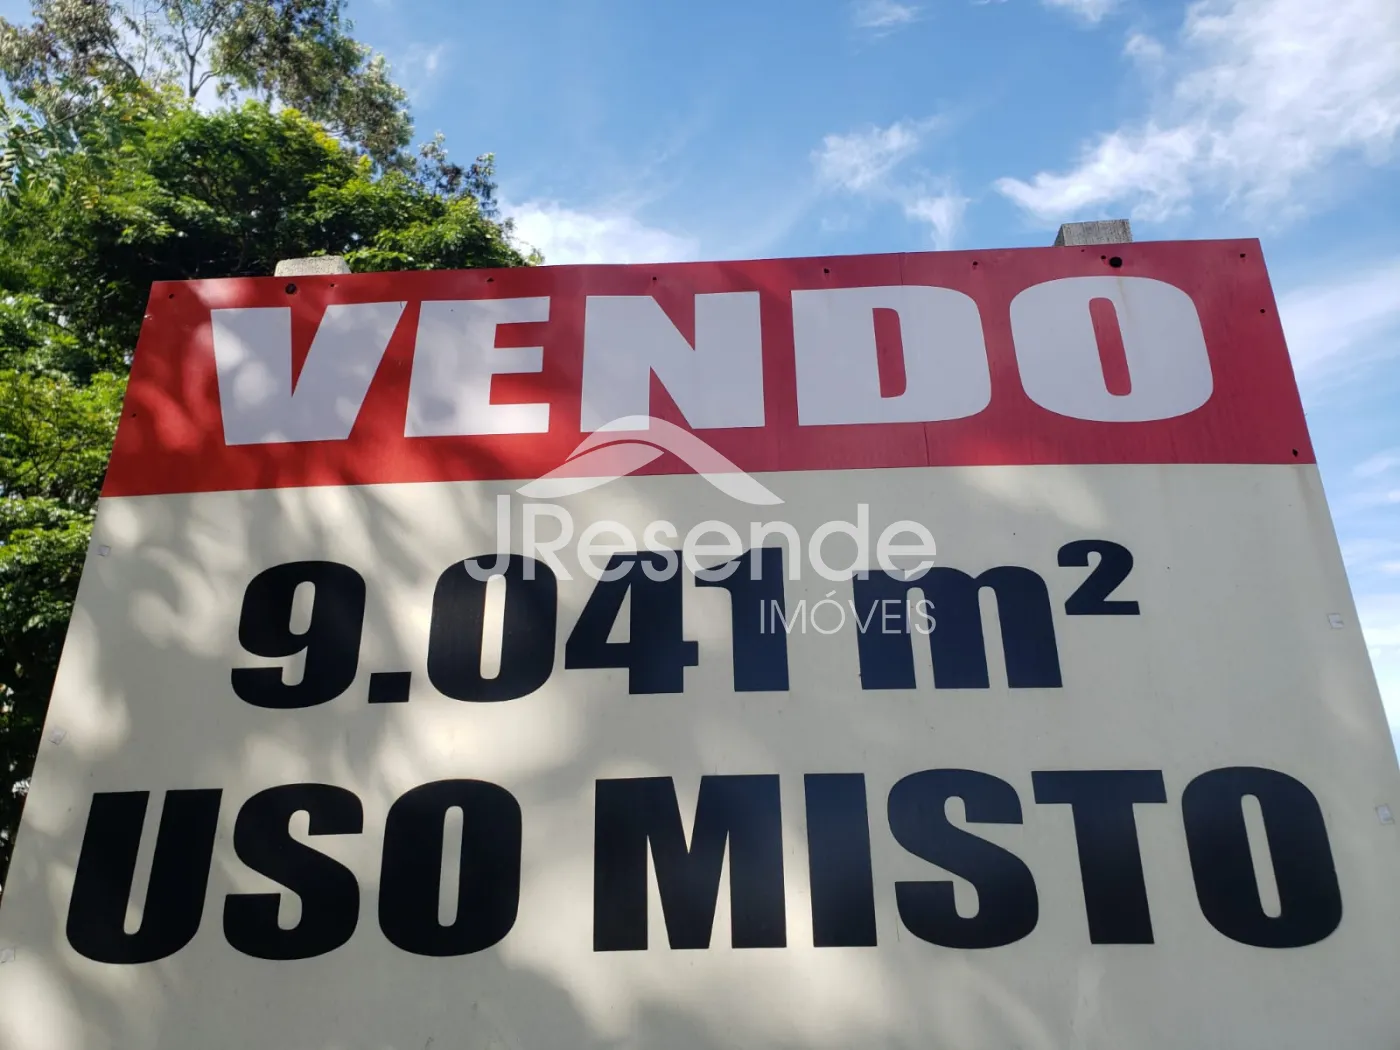 VENDO
JResende
IMÓVEIS
9.041 m²
USO MISTO